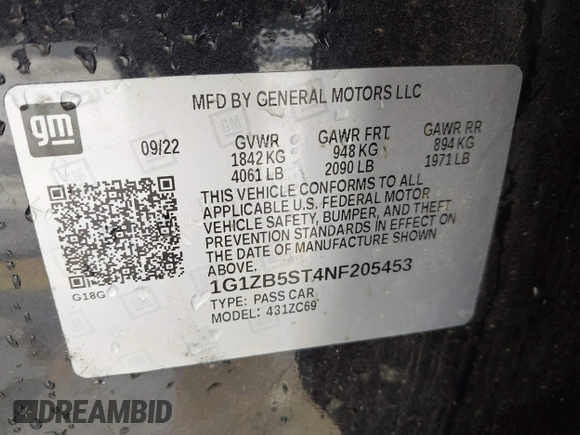 MFD BY GENERAL MOTORS LLC
gm
09/22
GVWR GAWR FRT GAWR RR
1842 KG 948 KG 894 KG
4061 LB 2090 LB 1971 LB
THIS VEHICLE CONFORMS TO ALL
APPLICABLE U.S. FEDERAL MOTOR
VEHICLE SAFETY, BUMPER, AND THEFT
PREVENTION STANDARDS IN EFFECT ON
THE DATE OF MANUFACTURE SHOWN
ABOVE.
G18G
1G1ZB5ST4NF205453
TYPE: PASS CAR
MODEL: 431ZC69
DREAMBID